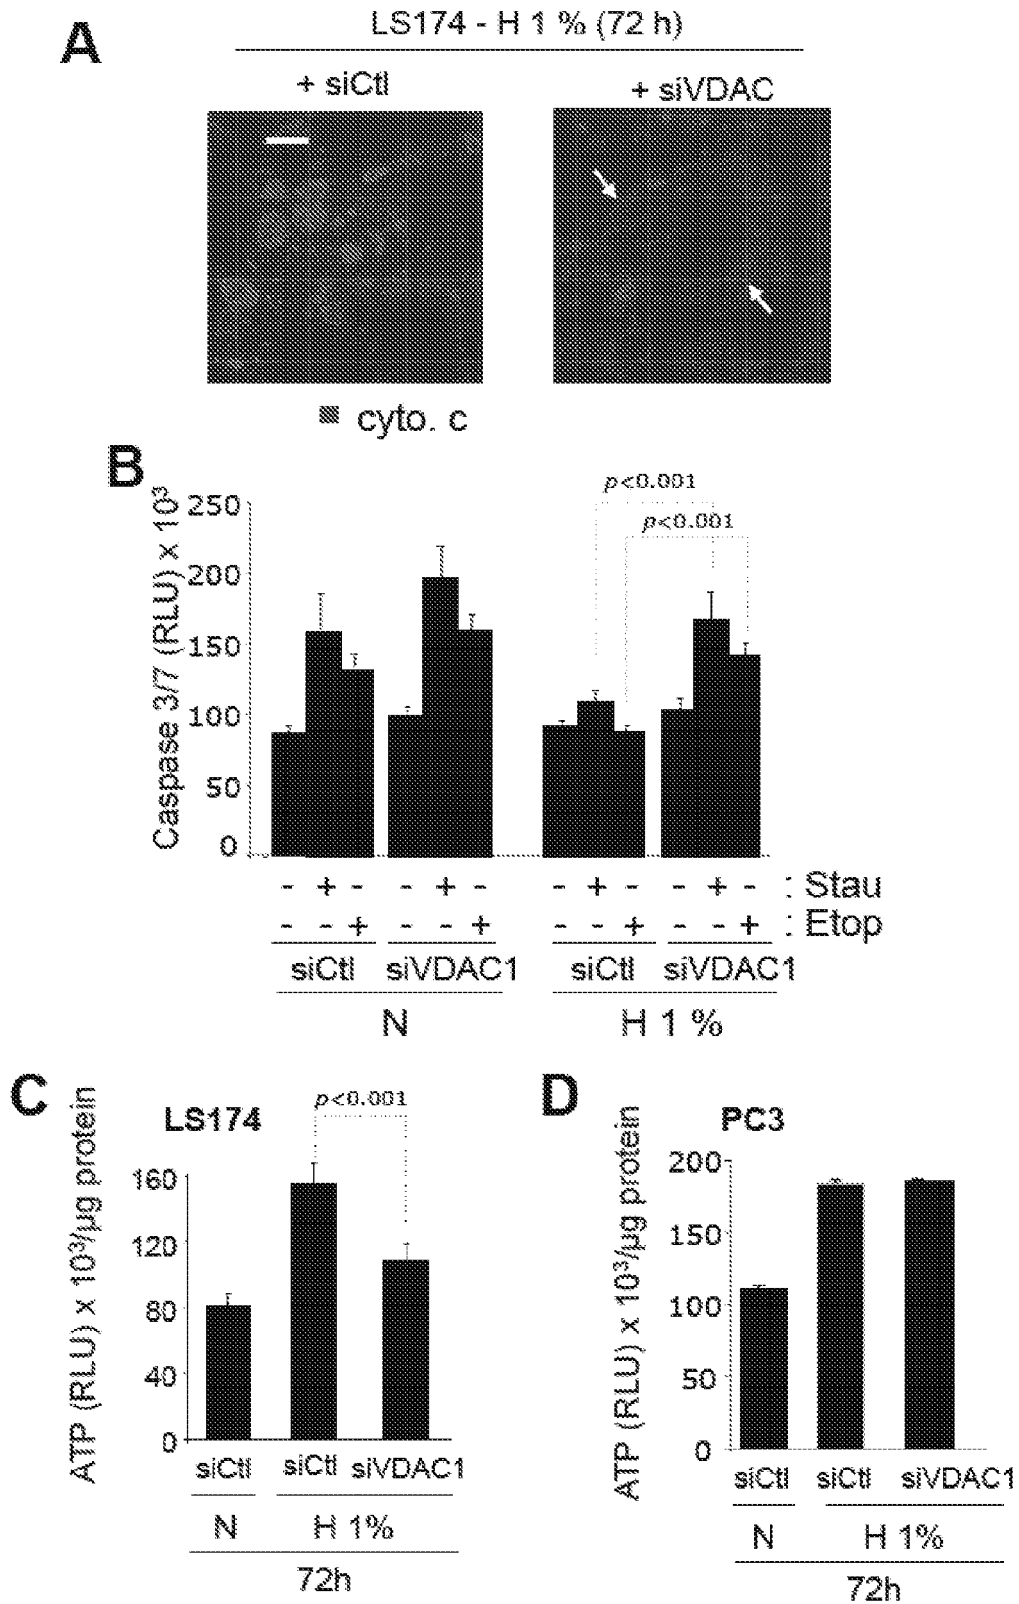 A
LS174 - H 1 % (72 h)
+ siCtl
+ siVDAC
cyto. c
B
Caspase 3/7 (RLU) x 10³
250
200
150
100
50
0
p<0.001
p<0.001
- + - - + - - + - - + - : Stau
- - + - - + - - + - - + : Etop
siCtl siVDAC1 siCtl siVDAC1
N H 1 %
C
LS174
ATP (RLU) x 10³/µg protein
160
120
80
40
0
p<0.001
siCtl siCtl siVDAC1
N H 1%
72h
D
PC3
ATP (RLU) x 10³/µg protein
200
150
100
50
0
siCtl siCtl siVDAC1
N H 1%
72h